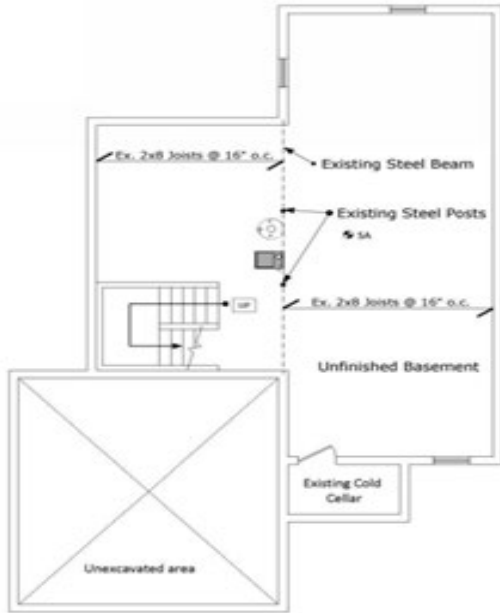 Ex. 2x8 Joists @ 16" o.c.
Existing Steel Beam
Existing Steel Posts
SA
UP
Ex. 2x8 Joists @ 16" o.c.
Unfinished Basement
Existing Cold
Cellar
Unexcavated area